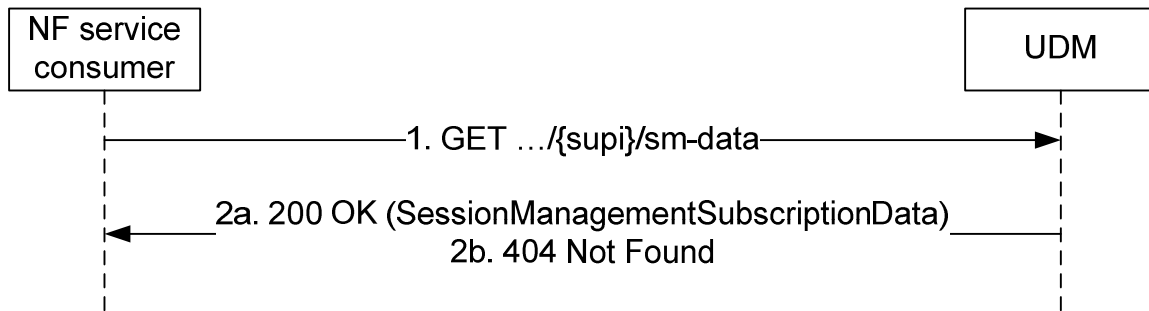 NF service
consumer
UDM
1. GET …/{supi}/sm-data
2a. 200 OK (SessionManagementSubscriptionData)
2b. 404 Not Found